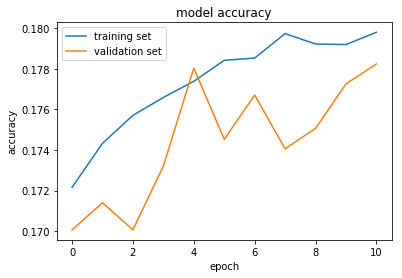 model accuracy
training set
validation set
0.180
0.178
0.176
0.174
0.172
0.170
accuracy
0 2 4 6 8 10
epoch